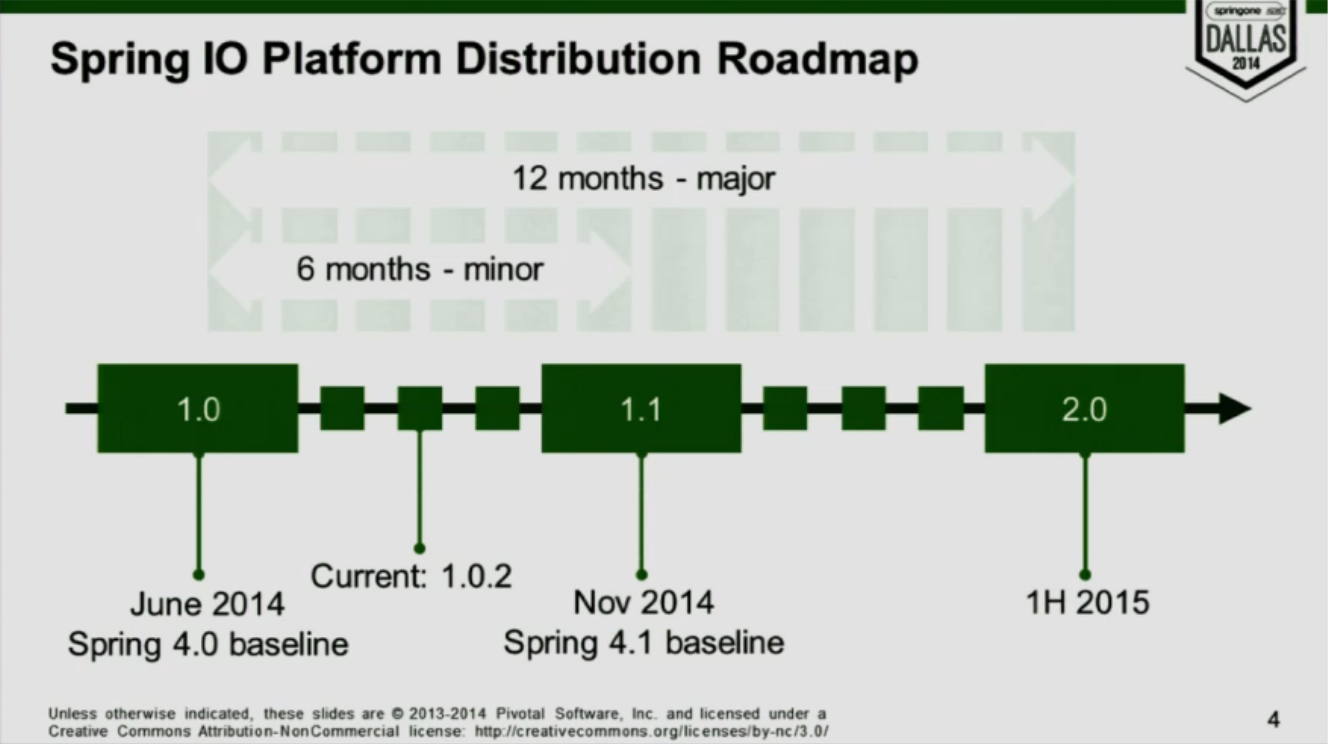 springone
DALLAS
2014
Spring IO Platform Distribution Roadmap
12 months - major
6 months - minor
1.0
1.1
2.0
Current: 1.0.2
June 2014
Spring 4.0 baseline
Nov 2014
Spring 4.1 baseline
1H 2015
Unless otherwise indicated, these slides are © 2013-2014 Pivotal Software, Inc. and licensed under a
Creative Commons Attribution-NonCommercial license: http://creativecommons.org/licenses/by-nc/3.0/
4